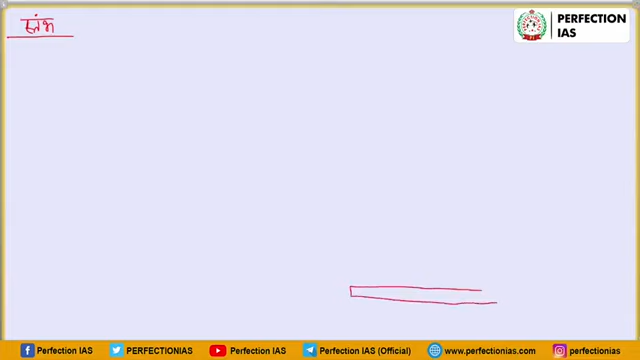 स्तंभ
PERFECTION
IAS
Perfection IAS
PERFECTIONIAS
Perfection IAS
Perfection IAS (Official)
www.perfectionias.com
perfectionias